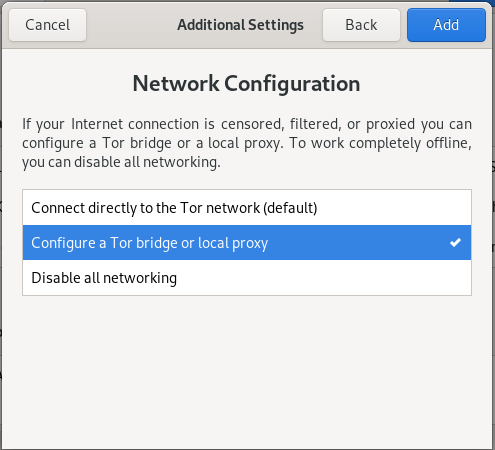 Cancel
Additional Settings
Back
Add
Network Configuration
If your Internet connection is censored, filtered, or proxied you can
configure a Tor bridge or a local proxy. To work completely offline,
you can disable all networking.
Connect directly to the Tor network (default)
Configure a Tor bridge or local proxy
Disable all networking